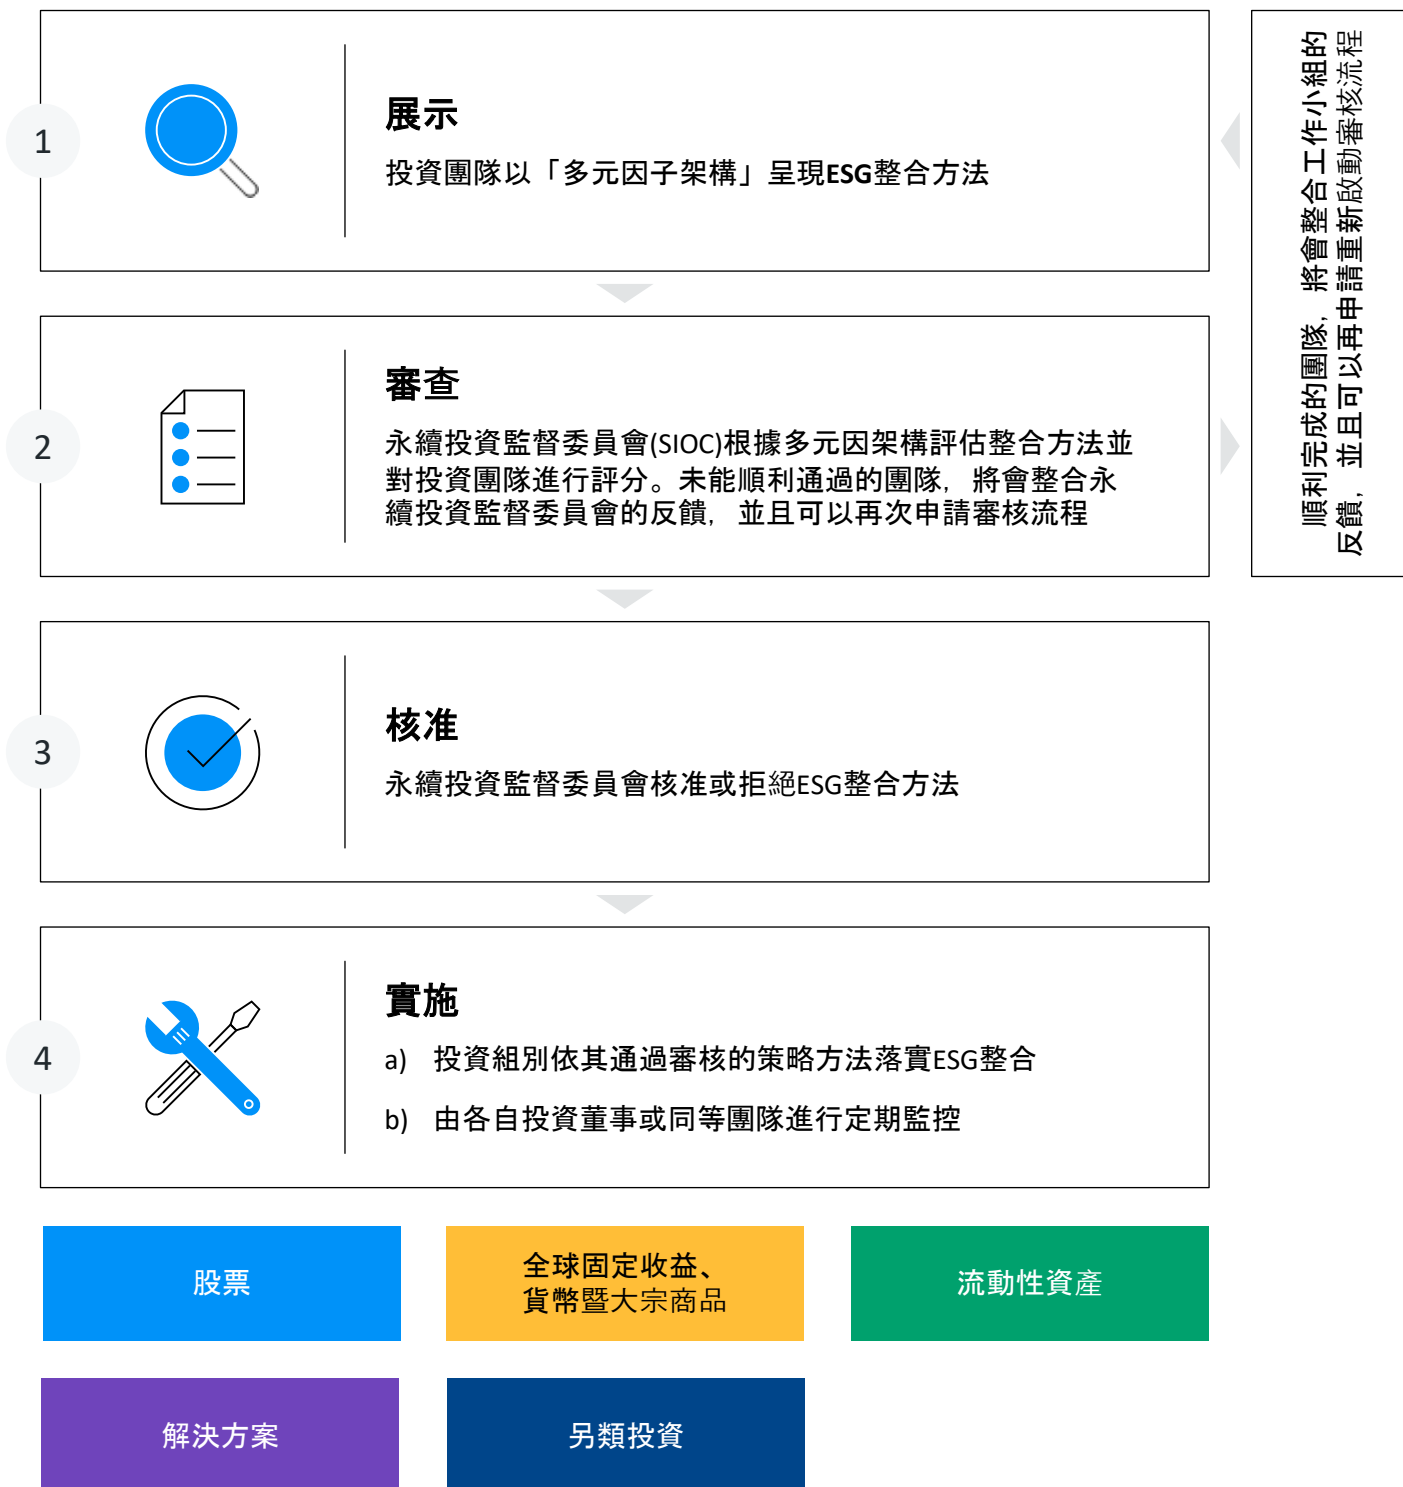 1
展示
投資團隊以「多元因子架構」呈現ESG整合方法
2
審查
永續投資監督委員會(SIOC)根據多元因架構評估整合方法並
對投資團隊進行評分。未能順利通過的團隊，將會整合永
續投資監督委員會的反饋，並且可以再次申請審核流程
順利完成的團隊，將會整合工作小組的
反饋，並且可以再申請重新啟動審核流程
3
核准
永續投資監督委員會核准或拒絕ESG整合方法
4
實施
a) 投資組別依其通過審核的策略方法落實ESG整合
b) 由各自投資董事或同等團隊進行定期監控
股票
全球固定收益、
貨幣暨大宗商品
流動性資產
解決方案
另類投資